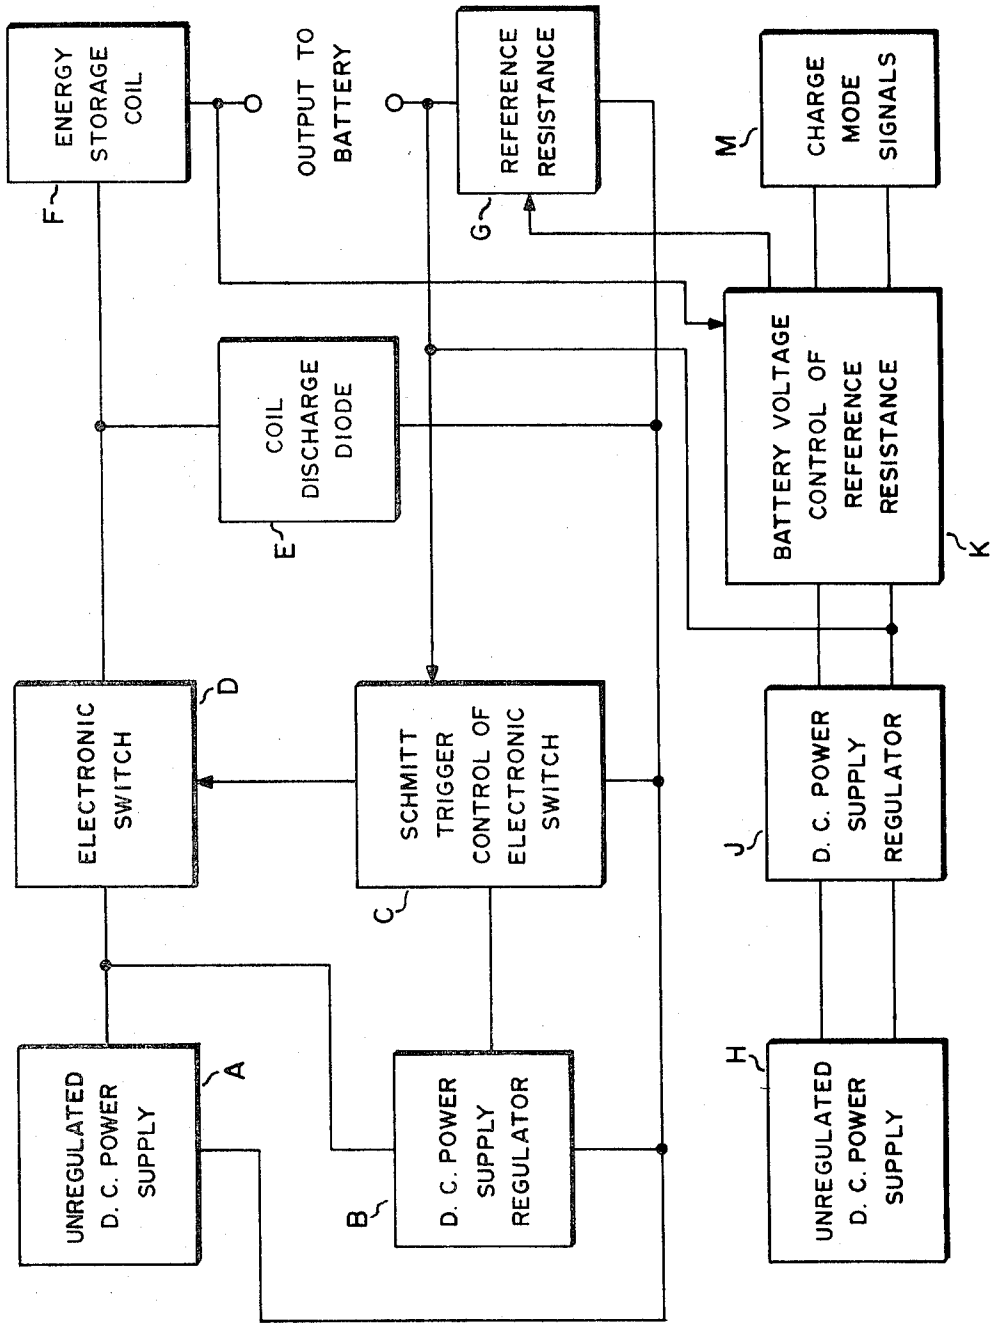 UNREGULATED
D. C. POWER
SUPPLY
A
ELECTRONIC
SWITCH
D
ENERGY
STORAGE
COIL
F
COIL
DISCHARGE
DIODE
E
OUTPUT TO
BATTERY
D. C. POWER
SUPPLY
REGULATOR
B
SCHMITT
TRIGGER
CONTROL OF
ELECTRONIC
SWITCH
C
REFERENCE
RESISTANCE
G
UNREGULATED
D. C. POWER
SUPPLY
H
D. C. POWER
SUPPLY
REGULATOR
J
BATTERY VOLTAGE
CONTROL OF
REFERENCE
RESISTANCE
K
CHARGE
MODE
SIGNALS
M